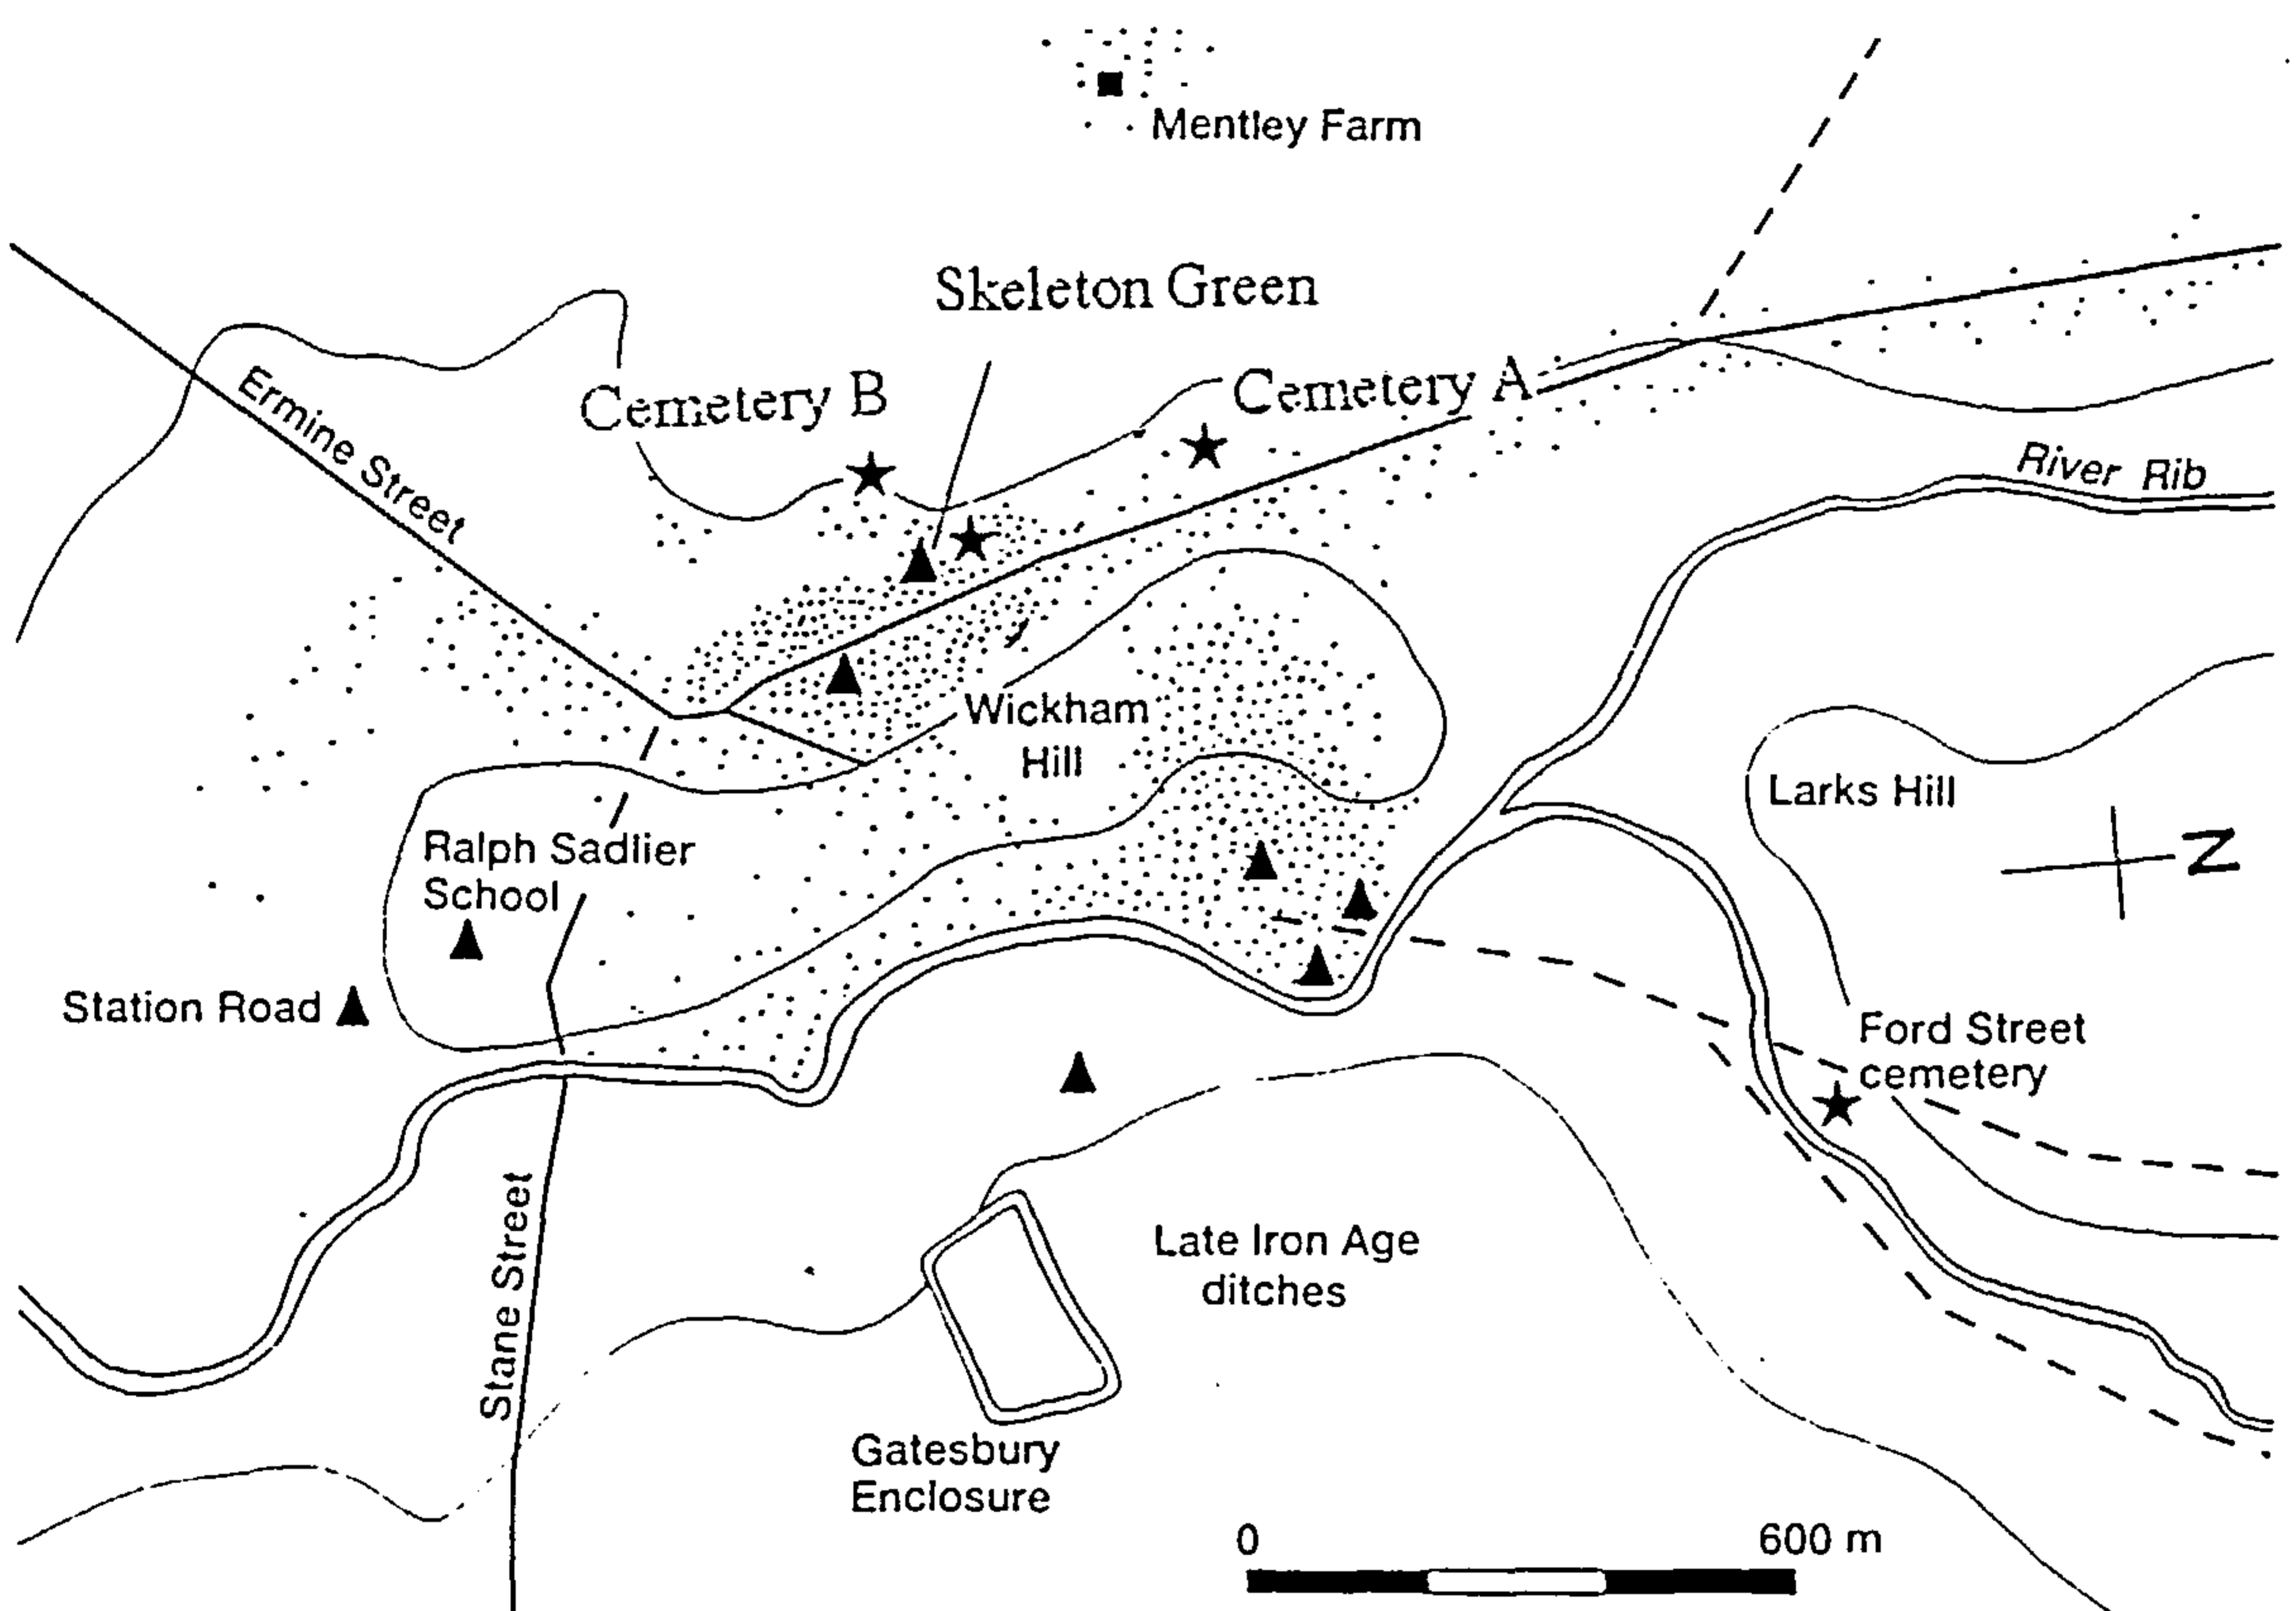 Mentley Farm
Skeleton Green
Cemetery B
Cemetery A
Ermine Street
River Rib
Wickham
Hill
Larks Hill
N
Ralph Sadlier
School
Station Road
Ford Street
cemetery
Stane Street
Late Iron Age
ditches
Gatesbury
Enclosure
0 600 m